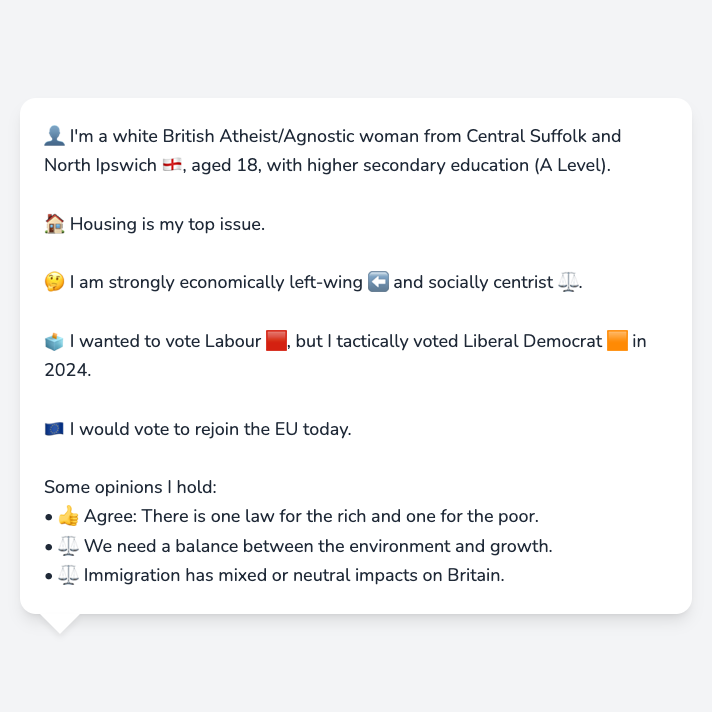 👤 I'm a white British Atheist/Agnostic woman from Central Suffolk and
North Ipswich 🏴󠁧󠁢󠁥󠁮󠁧󠁿, aged 18, with higher secondary education (A Level).
🏠 Housing is my top issue.
🤔 I am strongly economically left-wing ⬅️ and socially centrist ⚖️.
🗳️ I wanted to vote Labour 🟥, but I tactically voted Liberal Democrat 🟧 in
2024.
🇪🇺 I would vote to rejoin the EU today.
Some opinions I hold:
• 👍 Agree: There is one law for the rich and one for the poor.
• ⚖️ We need a balance between the environment and growth.
• ⚖️ Immigration has mixed or neutral impacts on Britain.